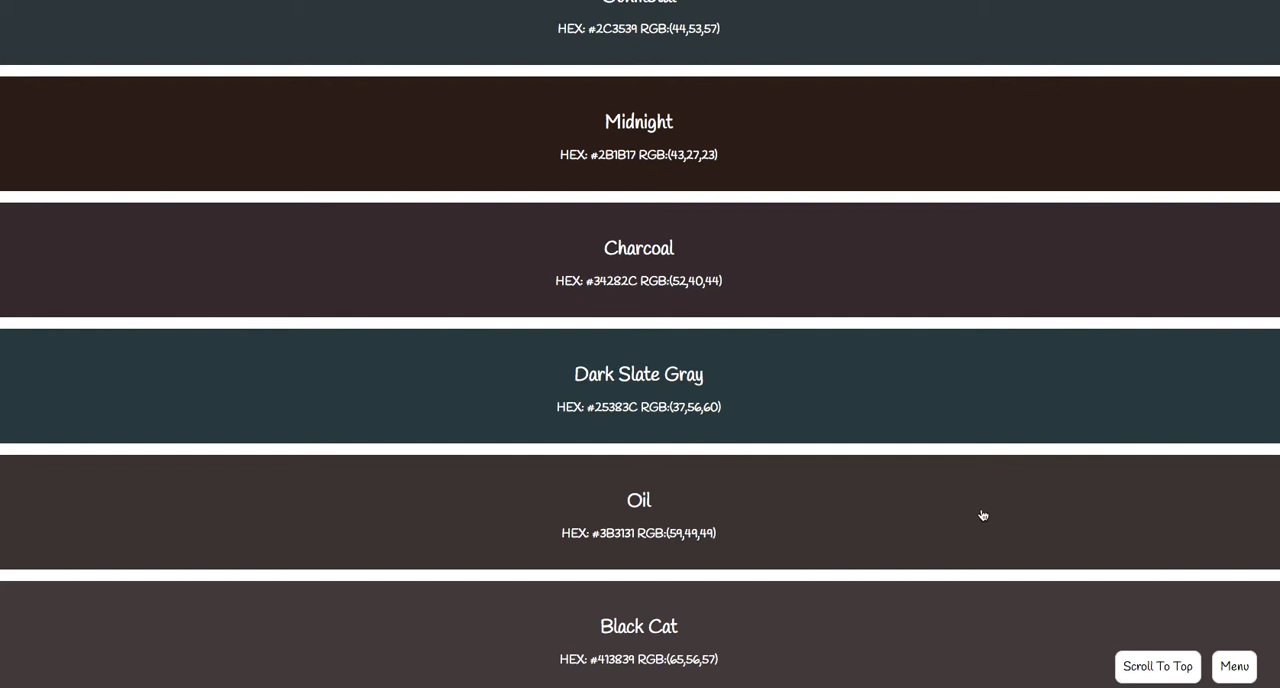 HEX: #2C3539 RGB:(44,53,57)
Midnight
HEX: #2B1B17 RGB:(43,27,23)
Charcoal
HEX: #34282C RGB:(52,40,44)
Dark Slate Gray
HEX: #25383C RGB:(37,56,60)
Oil
HEX: #3B3131 RGB:(59,49,49)
Black Cat
HEX: #413839 RGB:(65,56,57)
Scroll To Top
Menu